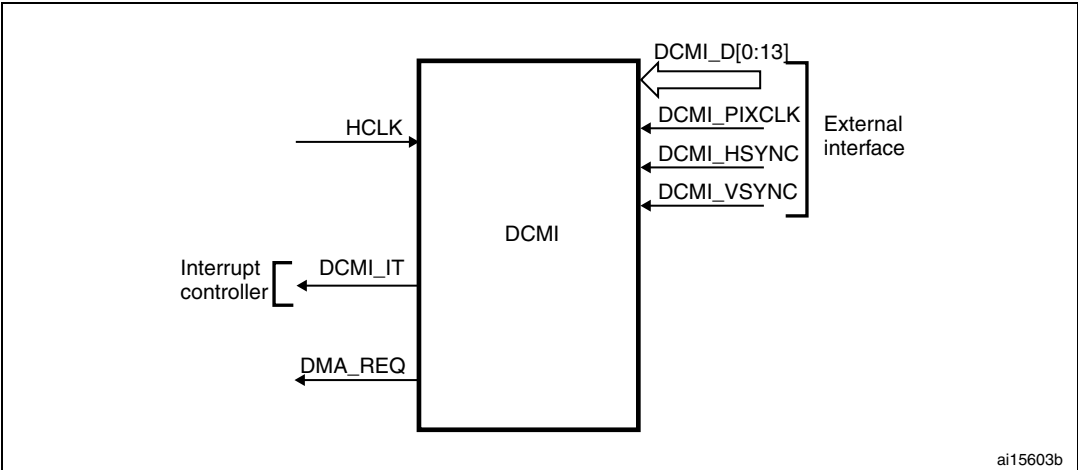 DCMI_D[0:13]
DCMI_PIXCLK
External
interface
HCLK
DCMI_HSYNC
DCMI_VSYNC
DCMI
Interrupt
controller
DCMI_IT
DMA_REQ
ai15603b